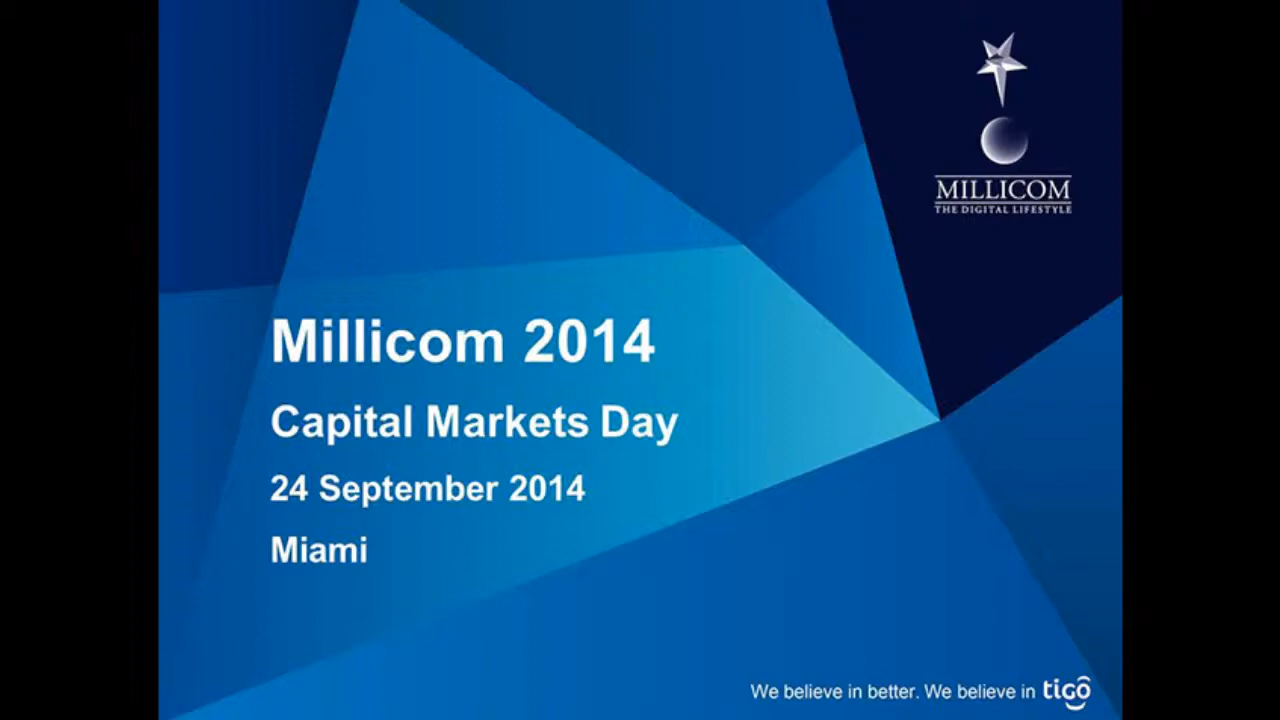 MILLICOM
THE DIGITAL LIFESTYLE
Millicom 2014
Capital Markets Day
24 September 2014
Miami
We believe in better. We believe in tigo